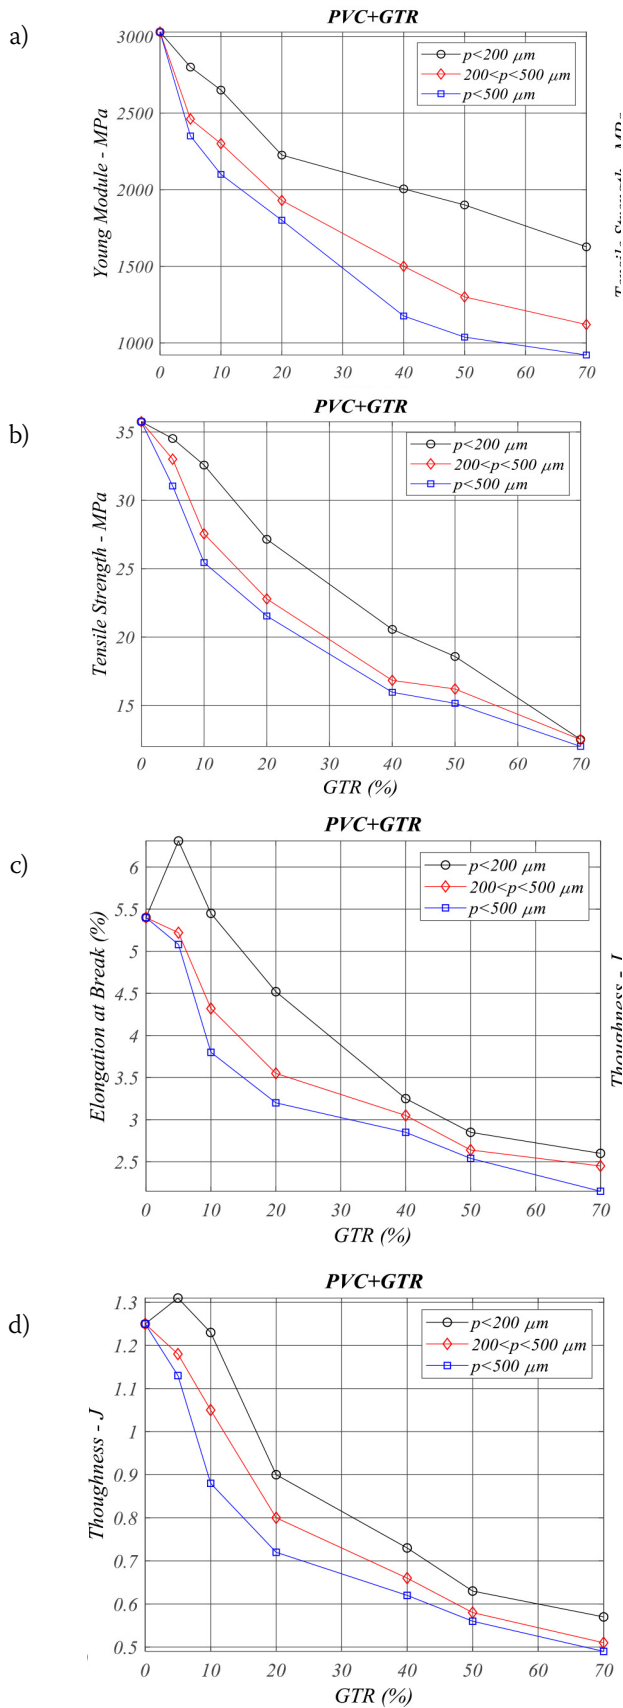 a)
PVC+GTR
p<200 μm
200<p<500 μm
p<500 μm
Young Module - MPa
3000
2500
2000
1500
1000
0 10 20 30 40 50 60 70
Tensile Strength - MPa
b)
PVC+GTR
p<200 μm
200<p<500 μm
p<500 μm
Tensile Strength - MPa
35
30
25
20
15
0 10 20 30 40 50 60 70
GTR (%)
c)
PVC+GTR
p<200 μm
200<p<500 μm
p<500 μm
Elongation at Break (%)
6
5.5
5
4.5
4
3.5
3
2.5
0 10 20 30 40 50 60 70
GTR (%)
Thoughness - J
d)
PVC+GTR
p<200 μm
200<p<500 μm
p<500 μm
Thoughness - J
1.3
1.2
1.1
1
0.9
0.8
0.7
0.6
0.5
0 10 20 30 40 50 60 70
GTR (%)